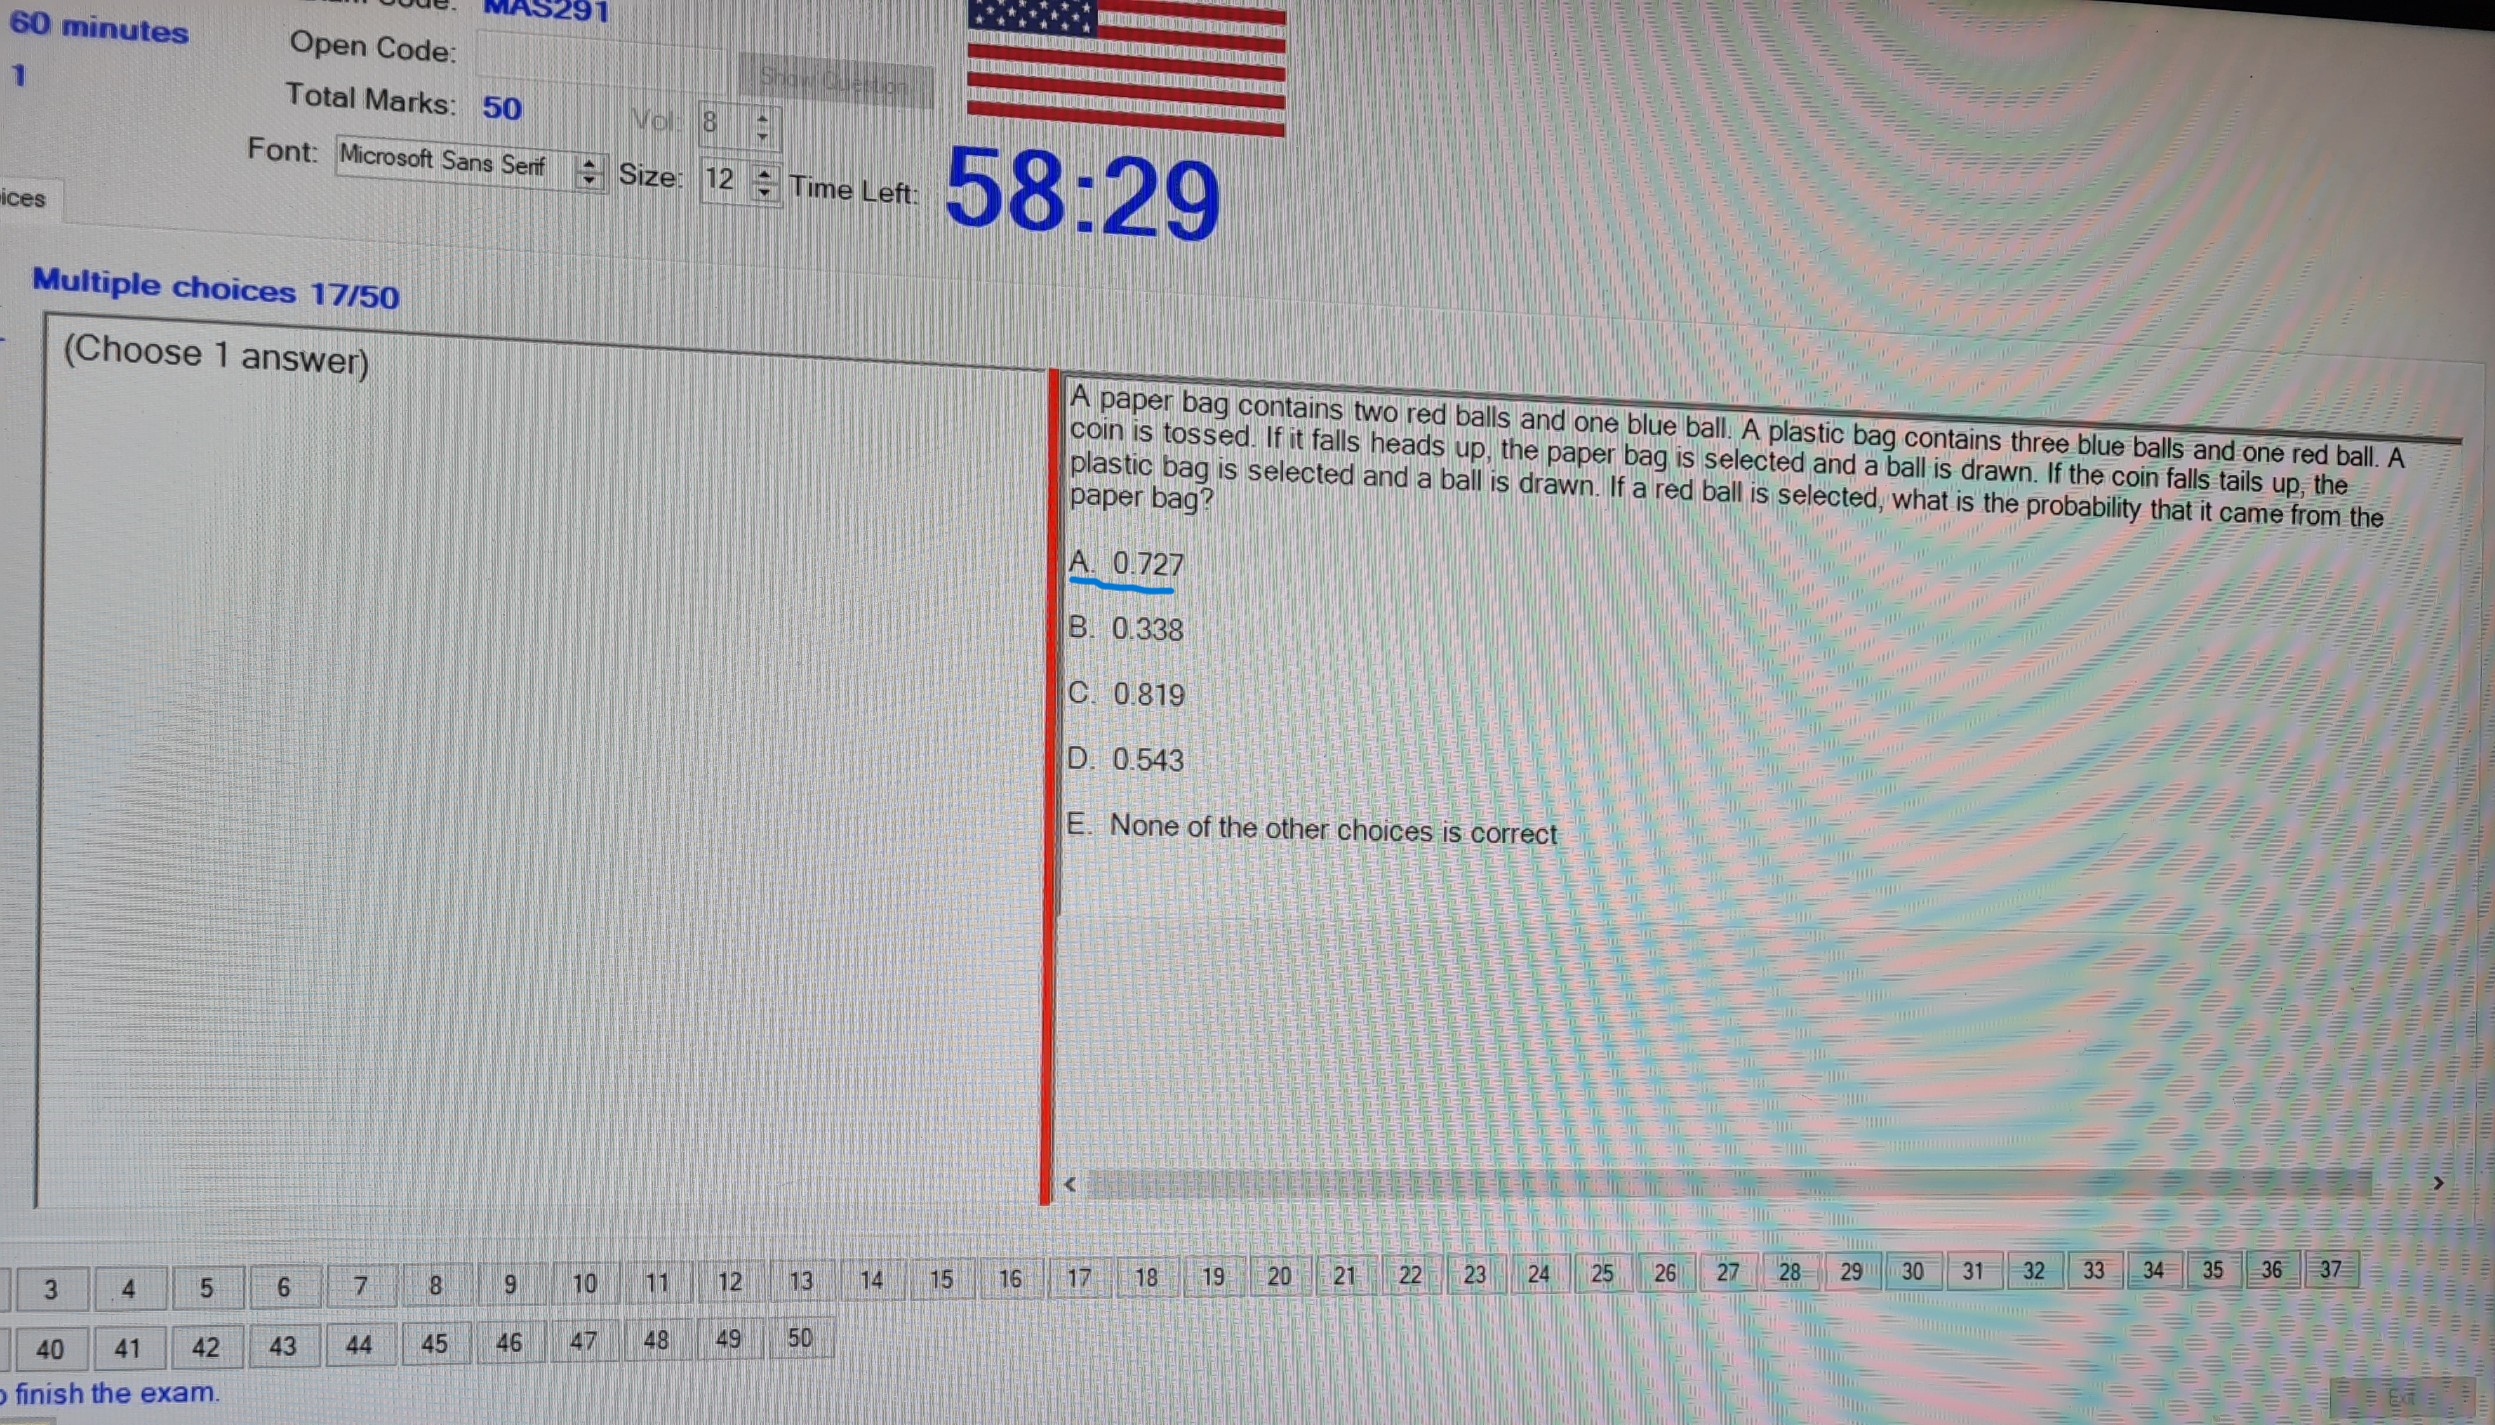 60 minutes
MAS291
Open Code:
1
Show Question
Total Marks: 50
Vol: 8
Font: Microsoft Sans Serif Size: 12 Time Left: 58:29
ices
Multiple choices 17/50
(Choose 1 answer)
A paper bag contains two red balls and one blue ball. A plastic bag contains three blue balls and one red ball. A
coin is tossed. If it falls heads up, the paper bag is selected and a ball is drawn. If the coin falls tails up, the
plastic bag is selected and a ball is drawn. If a red ball is selected, what is the probability that it came from the
paper bag?
A. 0.727
B. 0.338
C. 0.819
D. 0.543
E. None of the other choices is correct
3 4 5 6 7 8 9 10 11 12 13 14 15 16 17 18 19 20 21 22 23 24 25 26 27 28 29 30 31 32 33 34 35 36 37
40 41 42 43 44 45 46 47 48 49 50
finish the exam.
Exit